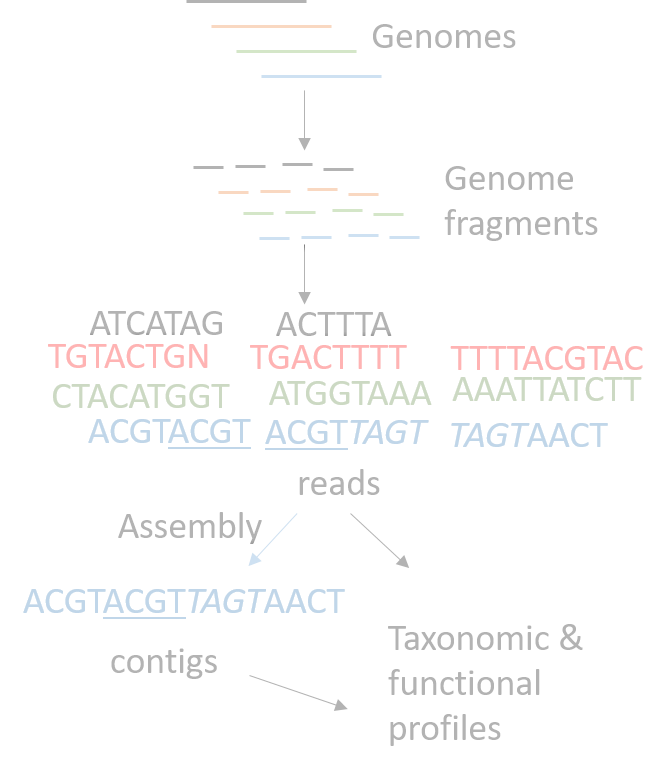 Genomes
Genome
fragments
ATCATAG ACTTTA
TGTACTGN TGACTTTT TTTTACGTAC
CTACATGGT ATGGTAAA AAATTATCTT
ACGTACGT ACGTTAGT TAGTAACT
reads
Assembly
ACGTACGTTAGTAACT
contigs
Taxonomic &
functional
profiles